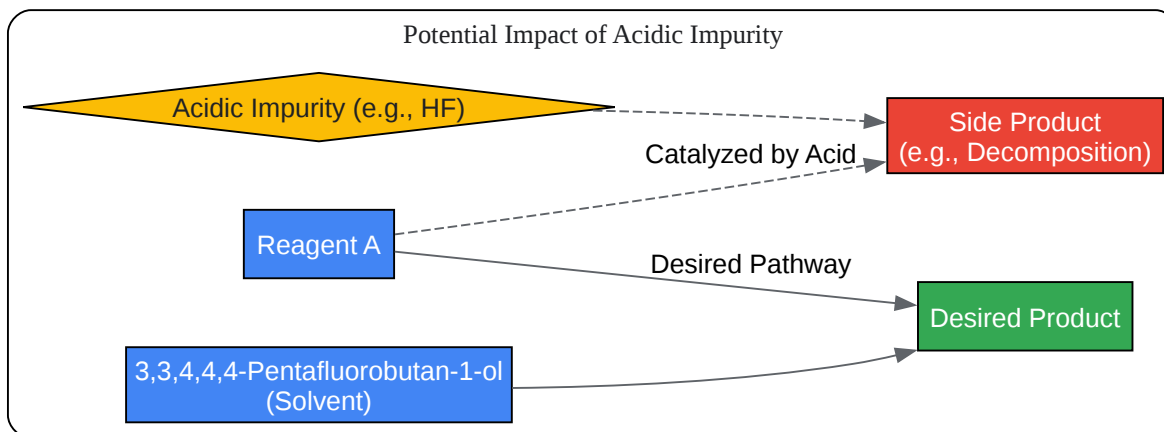 Potential Impact of Acidic Impurity
Acidic Impurity (e.g., HF)
Side Product
(e.g., Decomposition)
Catalyzed by Acid
Reagent A
Desired Pathway
Desired Product
3,3,4,4,4-Pentafluorobutan-1-ol
(Solvent)